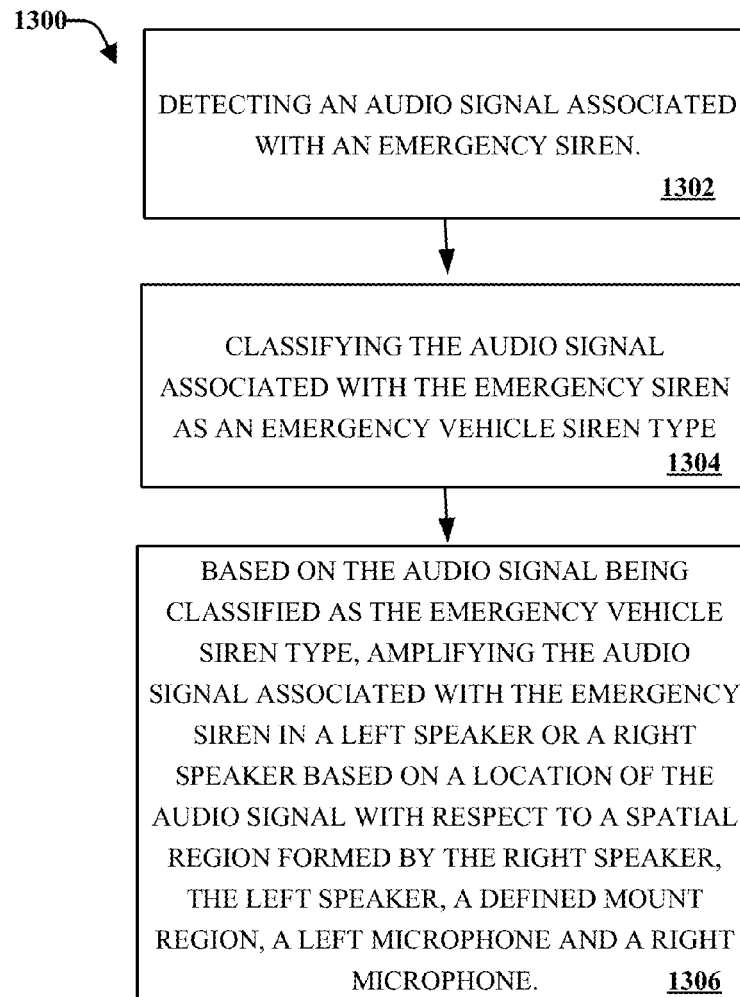 1300
DETECTING AN AUDIO SIGNAL ASSOCIATED
WITH AN EMERGENCY SIREN.
1302
CLASSIFYING THE AUDIO SIGNAL
ASSOCIATED WITH THE EMERGENCY SIREN
AS AN EMERGENCY VEHICLE SIREN TYPE
1304
BASED ON THE AUDIO SIGNAL BEING
CLASSIFIED AS THE EMERGENCY VEHICLE
SIREN TYPE, AMPLIFYING THE AUDIO
SIGNAL ASSOCIATED WITH THE EMERGENCY
SIREN IN A LEFT SPEAKER OR A RIGHT
SPEAKER BASED ON A LOCATION OF THE
AUDIO SIGNAL WITH RESPECT TO A SPATIAL
REGION FORMED BY THE RIGHT SPEAKER,
THE LEFT SPEAKER, A DEFINED MOUNT
REGION, A LEFT MICROPHONE AND A RIGHT
MICROPHONE. 1306